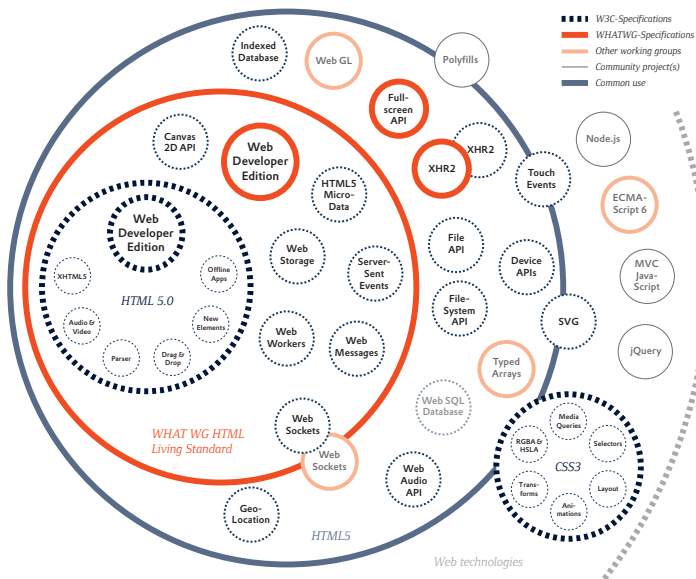 W3C-Specifications
WHATWG-Specifications
Other working groups
Community project(s)
Common use
Indexed
Database
Web GL
Polyfills
Full-
screen
API
Canvas
2D API
Web
Developer
Edition
XHR2
XHR2
Node.js
Touch
Events
HTML5
Micro-
Data
ECMA-
Script 6
Web
Developer
Edition
File
API
Web
Storage
Server-
Sent
Events
Device
APIs
MVC
Java-
Script
XHTML5
Offline
Apps
HTML 5.0
File-
System
API
SVG
Audio &
Video
New
Elements
Parser
Drag &
Drop
Web
Workers
Web
Messages
jQuery
Typed
Arrays
Web SQL
Database
Media
Queries
Web
Sockets
WHAT WG HTML
Living Standard
Web
Sockets
RGBA &
HSLA
Selectors
CSS3
Web
Audio
API
Trans-
forms
Layout
Ani-
mations
Geo-
Location
HTML5
Web technologies